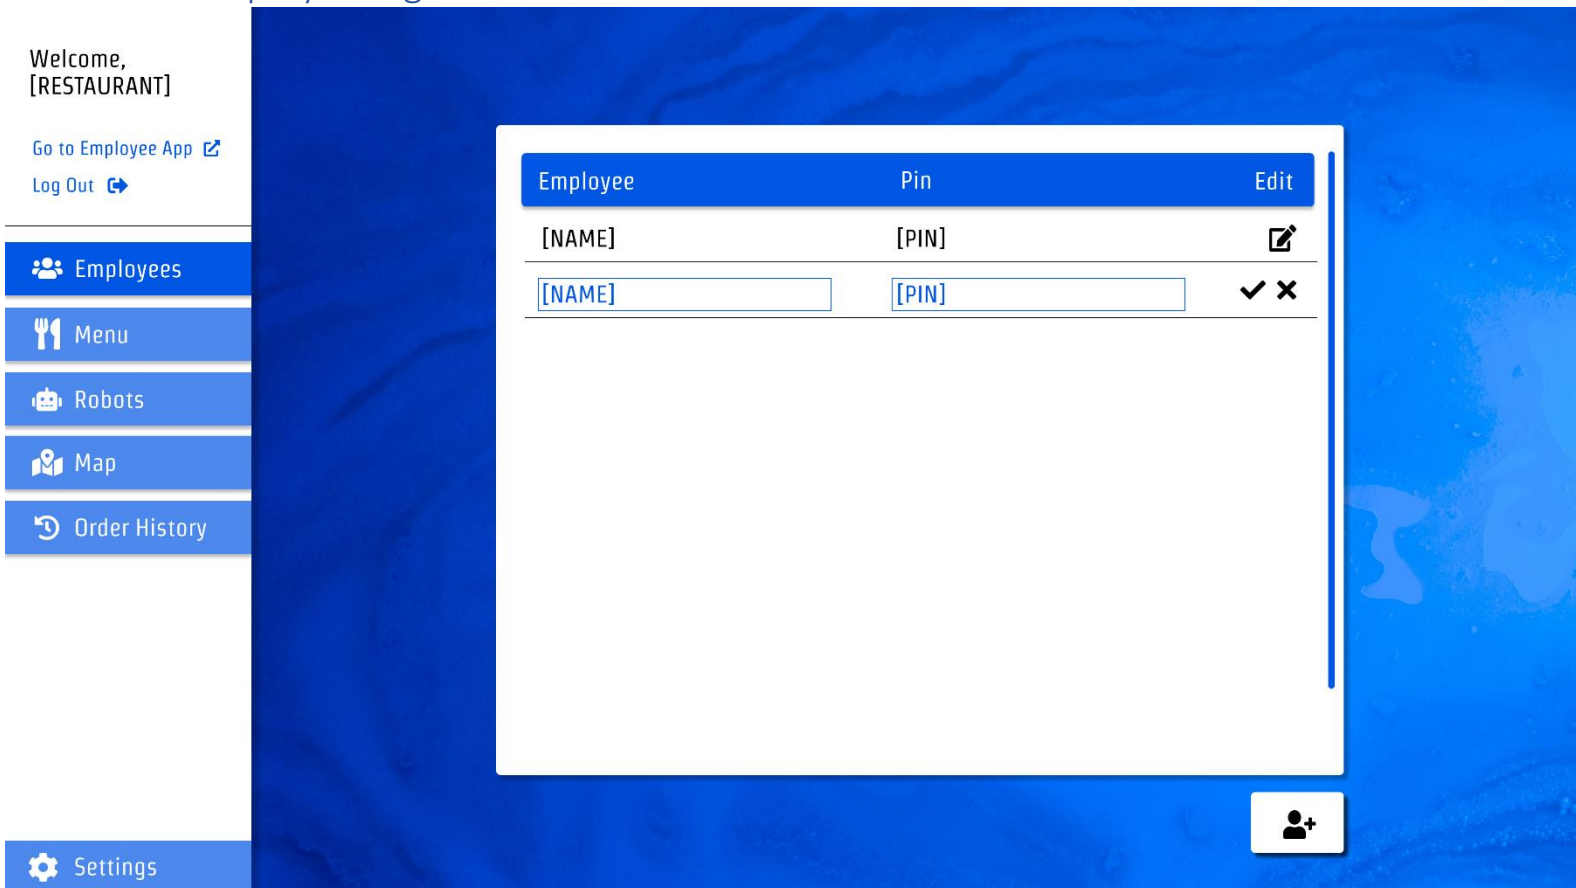 Welcome,
[RESTAURANT]
Go to Employee App
Log Out
Employees
Menu
Robots
Map
Order History
Settings
Employee Pin Edit
[NAME] [PIN]
[NAME] [PIN]